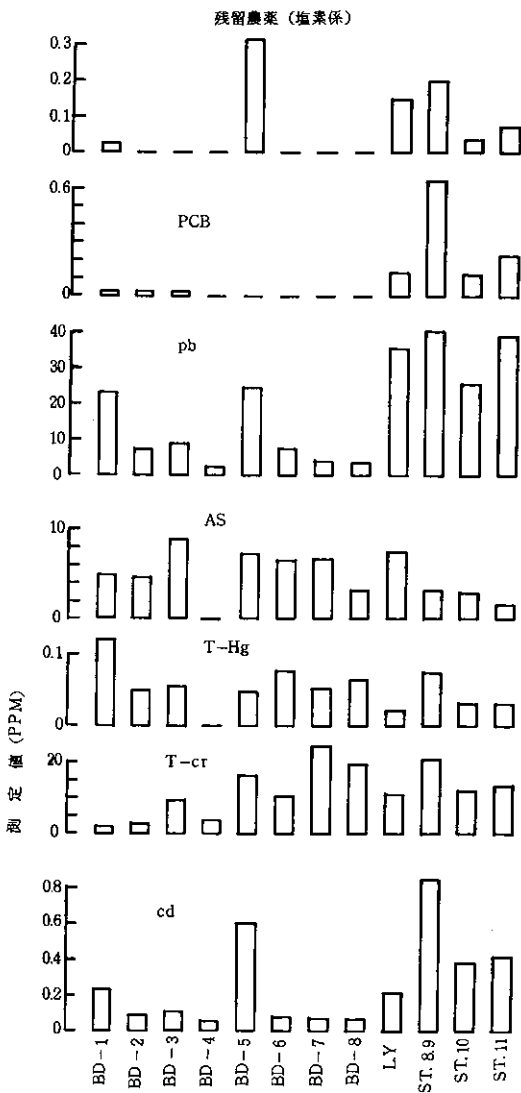 残留農薬（塩素係）
0.3
0.2
0.1
0
PCB
0.6
0
pb
40
30
20
10
0
AS
10
0
T-Hg
0.1
0
T-cr
20
0
cd
0.8
0.6
0.4
0.2
0
測定値(PPM)
BD-1
BD-2
BD-3
BD-4
BD-5
BD-6
BD-7
BD-8
L.Y
ST.8.9
ST.10
ST.11